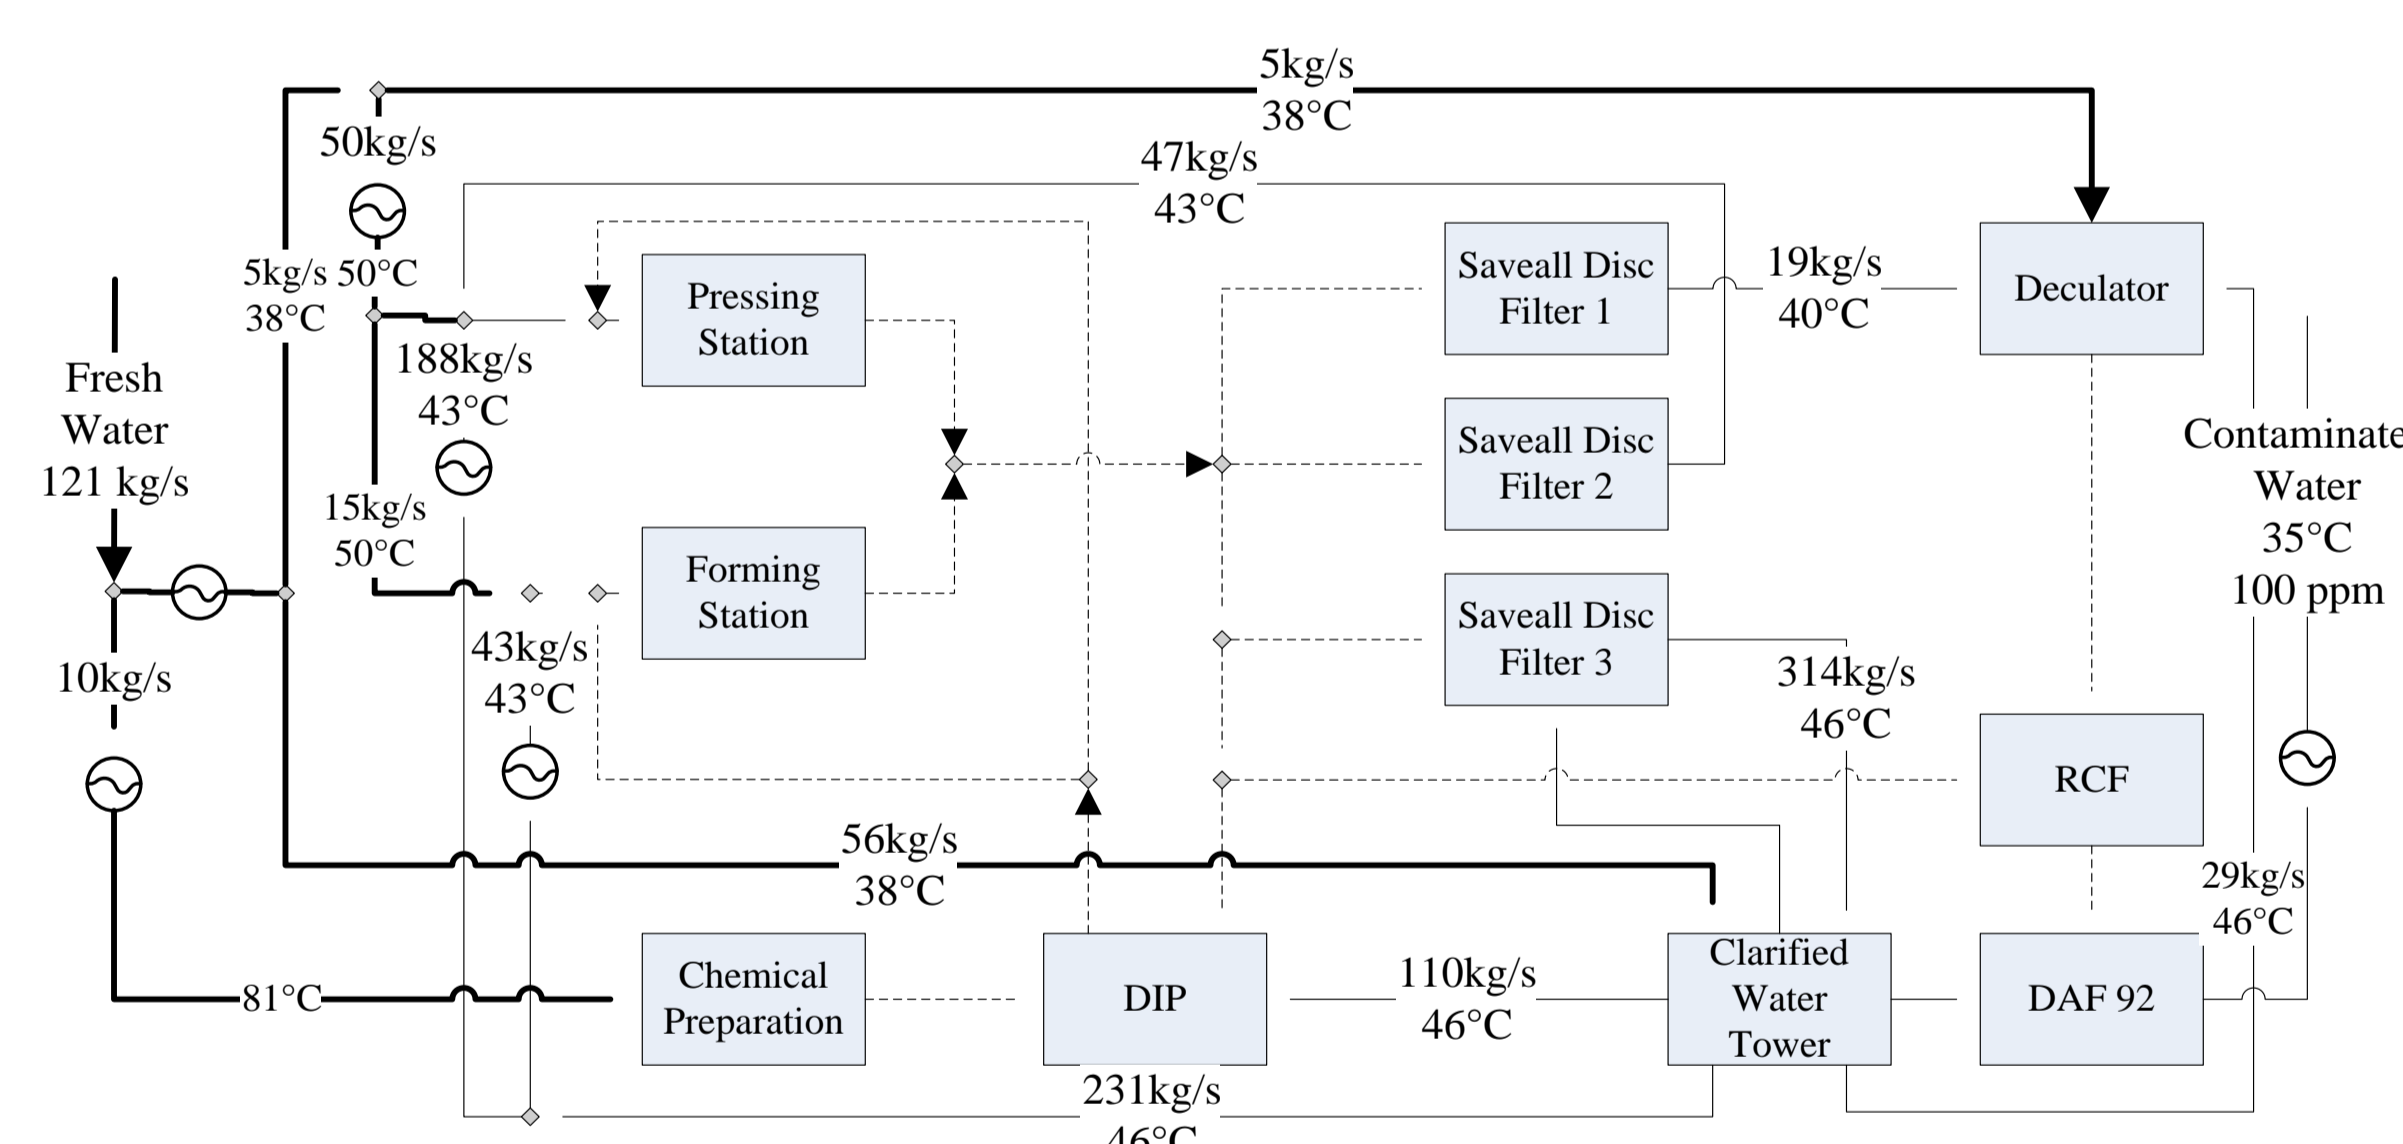 5kg/s
38°C
50kg/s
47kg/s
43°C
5kg/s
38°C
50°C
Pressing
Station
Saveall Disc
Filter 1
19kg/s
40°C
Deculator
Fresh
Water
121 kg/s
188kg/s
43°C
Saveall Disc
Filter 2
Contaminate
Water
35°C
100 ppm
15kg/s
50°C
Forming
Station
Saveall Disc
Filter 3
10kg/s
43kg/s
43°C
314kg/s
46°C
RCF
56kg/s
38°C
29kg/s
46°C
81°C
Chemical
Preparation
DIP
110kg/s
46°C
Clarified
Water
Tower
DAF 92
231kg/s
46°C